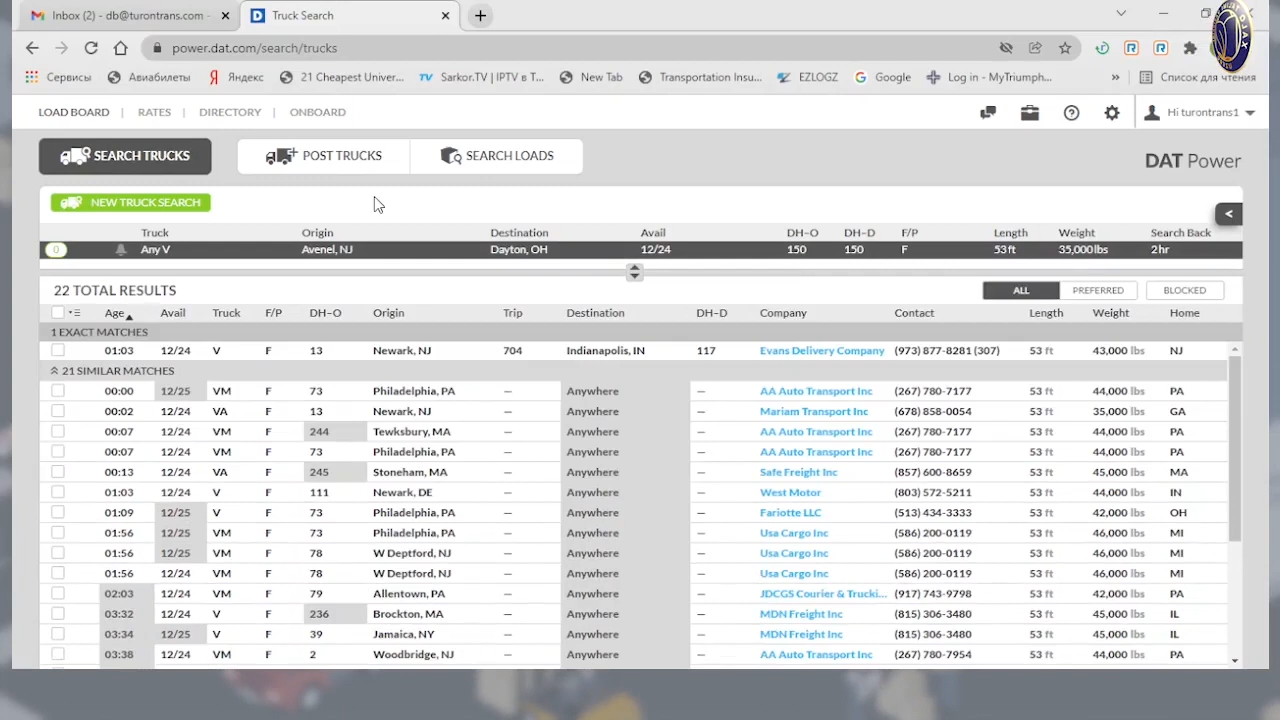 Inbox (2) - db@turontrans.com -
Truck Search
power.dat.com/search/trucks
Сервисы Авиабилеты Яндекс 21 Cheapest Univer... Sarkor.TV | IPTV в T... New Tab Transportation Insu... EZLOGZ Google Log in - MyTriumph... » Список для чтения
LOAD BOARD | RATES | DIRECTORY | ONBOARD
Hi turontrans1
SEARCH TRUCKS POST TRUCKS SEARCH LOADS
DAT Power
NEW TRUCK SEARCH
Truck Origin Destination Avail DH-O DH-D F/P Length Weight Search Back
0 Any V Avenel, NJ Dayton, OH 12/24 150 150 F 53 ft 35,000 lbs 2 hr
22 TOTAL RESULTS
ALL PREFERRED BLOCKED
Age Avail Truck F/P DH-O Origin Trip Destination DH-D Company Contact Length Weight Home
1 EXACT MATCHES
01:03 12/24 V F 13 Newark, NJ 704 Indianapolis, IN 117 Evans Delivery Company (973) 877-8281 (307) 53 ft 43,000 lbs NJ
21 SIMILAR MATCHES
00:00 12/25 VM F 73 Philadelphia, PA – Anywhere – AA Auto Transport Inc (267) 780-7177 53 ft 44,000 lbs PA
00:02 12/24 VA F 13 Newark, NJ – Anywhere – Mariam Transport Inc (678) 858-0054 53 ft 35,000 lbs GA
00:07 12/24 VM F 244 Tewksbury, MA – Anywhere – AA Auto Transport Inc (267) 780-7177 53 ft 44,000 lbs PA
00:07 12/24 VM F 73 Philadelphia, PA – Anywhere – AA Auto Transport Inc (267) 780-7177 53 ft 44,000 lbs PA
00:13 12/24 VA F 245 Stoneham, MA – Anywhere – Safe Freight Inc (857) 600-8659 53 ft 45,000 lbs MA
01:03 12/24 V F 111 Newark, DE – Anywhere – West Motor (803) 572-5211 53 ft 44,000 lbs IN
01:09 12/25 V F 73 Philadelphia, PA – Anywhere – Fariotte LLC (513) 434-3333 53 ft 42,000 lbs OH
01:56 12/25 VM F 73 Philadelphia, PA – Anywhere – Usa Cargo Inc (586) 200-0119 53 ft 46,000 lbs MI
01:56 12/25 VM F 78 W Deptford, NJ – Anywhere – Usa Cargo Inc (586) 200-0119 53 ft 46,000 lbs MI
01:56 12/24 VM F 78 W Deptford, NJ – Anywhere – Usa Cargo Inc (586) 200-0119 53 ft 46,000 lbs MI
02:03 12/24 VM F 79 Allentown, PA – Anywhere – JDCGS Courier & Trucki... (917) 743-9798 53 ft 42,000 lbs PA
03:32 12/24 V F 236 Brockton, MA – Anywhere – MDN Freight Inc (815) 306-3480 53 ft 45,000 lbs IL
03:34 12/25 V F 39 Jamaica, NY – Anywhere – MDN Freight Inc (815) 306-3480 53 ft 45,000 lbs IL
03:38 12/24 VM F 2 Woodbridge, NJ – Anywhere – AA Auto Transport Inc (267) 780-7954 53 ft 44,000 lbs PA